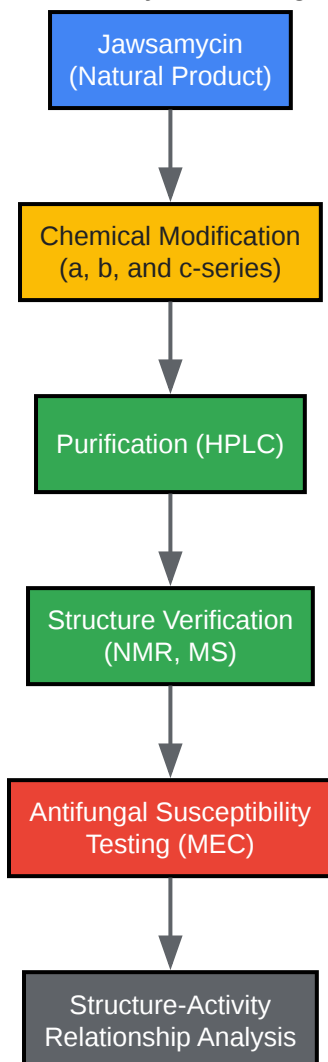 Jawsamycin
(Natural Product)
Chemical Modification
(a, b, and c-series)
Purification (HPLC)
Structure Verification
(NMR, MS)
Antifungal Susceptibility
Testing (MEC)
Structure-Activity
Relationship Analysis